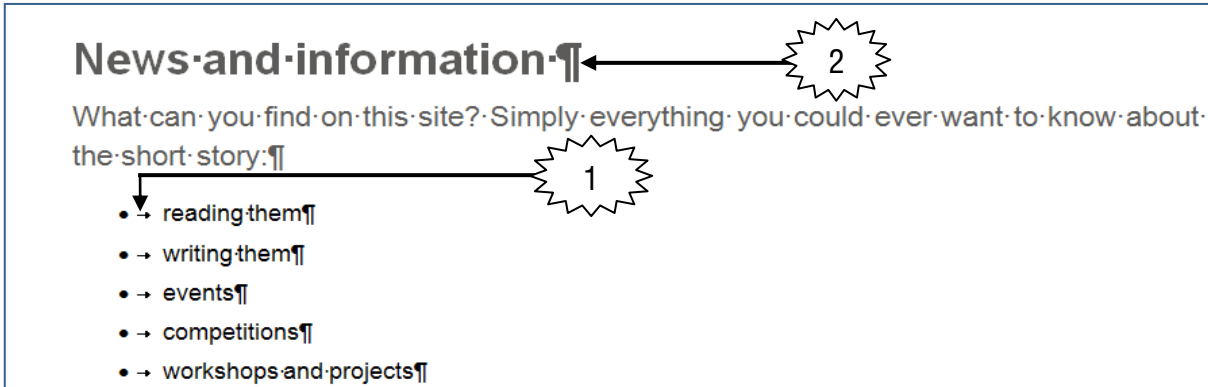 News·and·information·¶
2
What·can·you·find·on·this·site?·Simply·everything·you·could·ever·want·to·know·about·
the·short·story:¶
1
• → reading·them¶
• → writing·them¶
• → events¶
• → competitions¶
• → workshops·and·projects¶